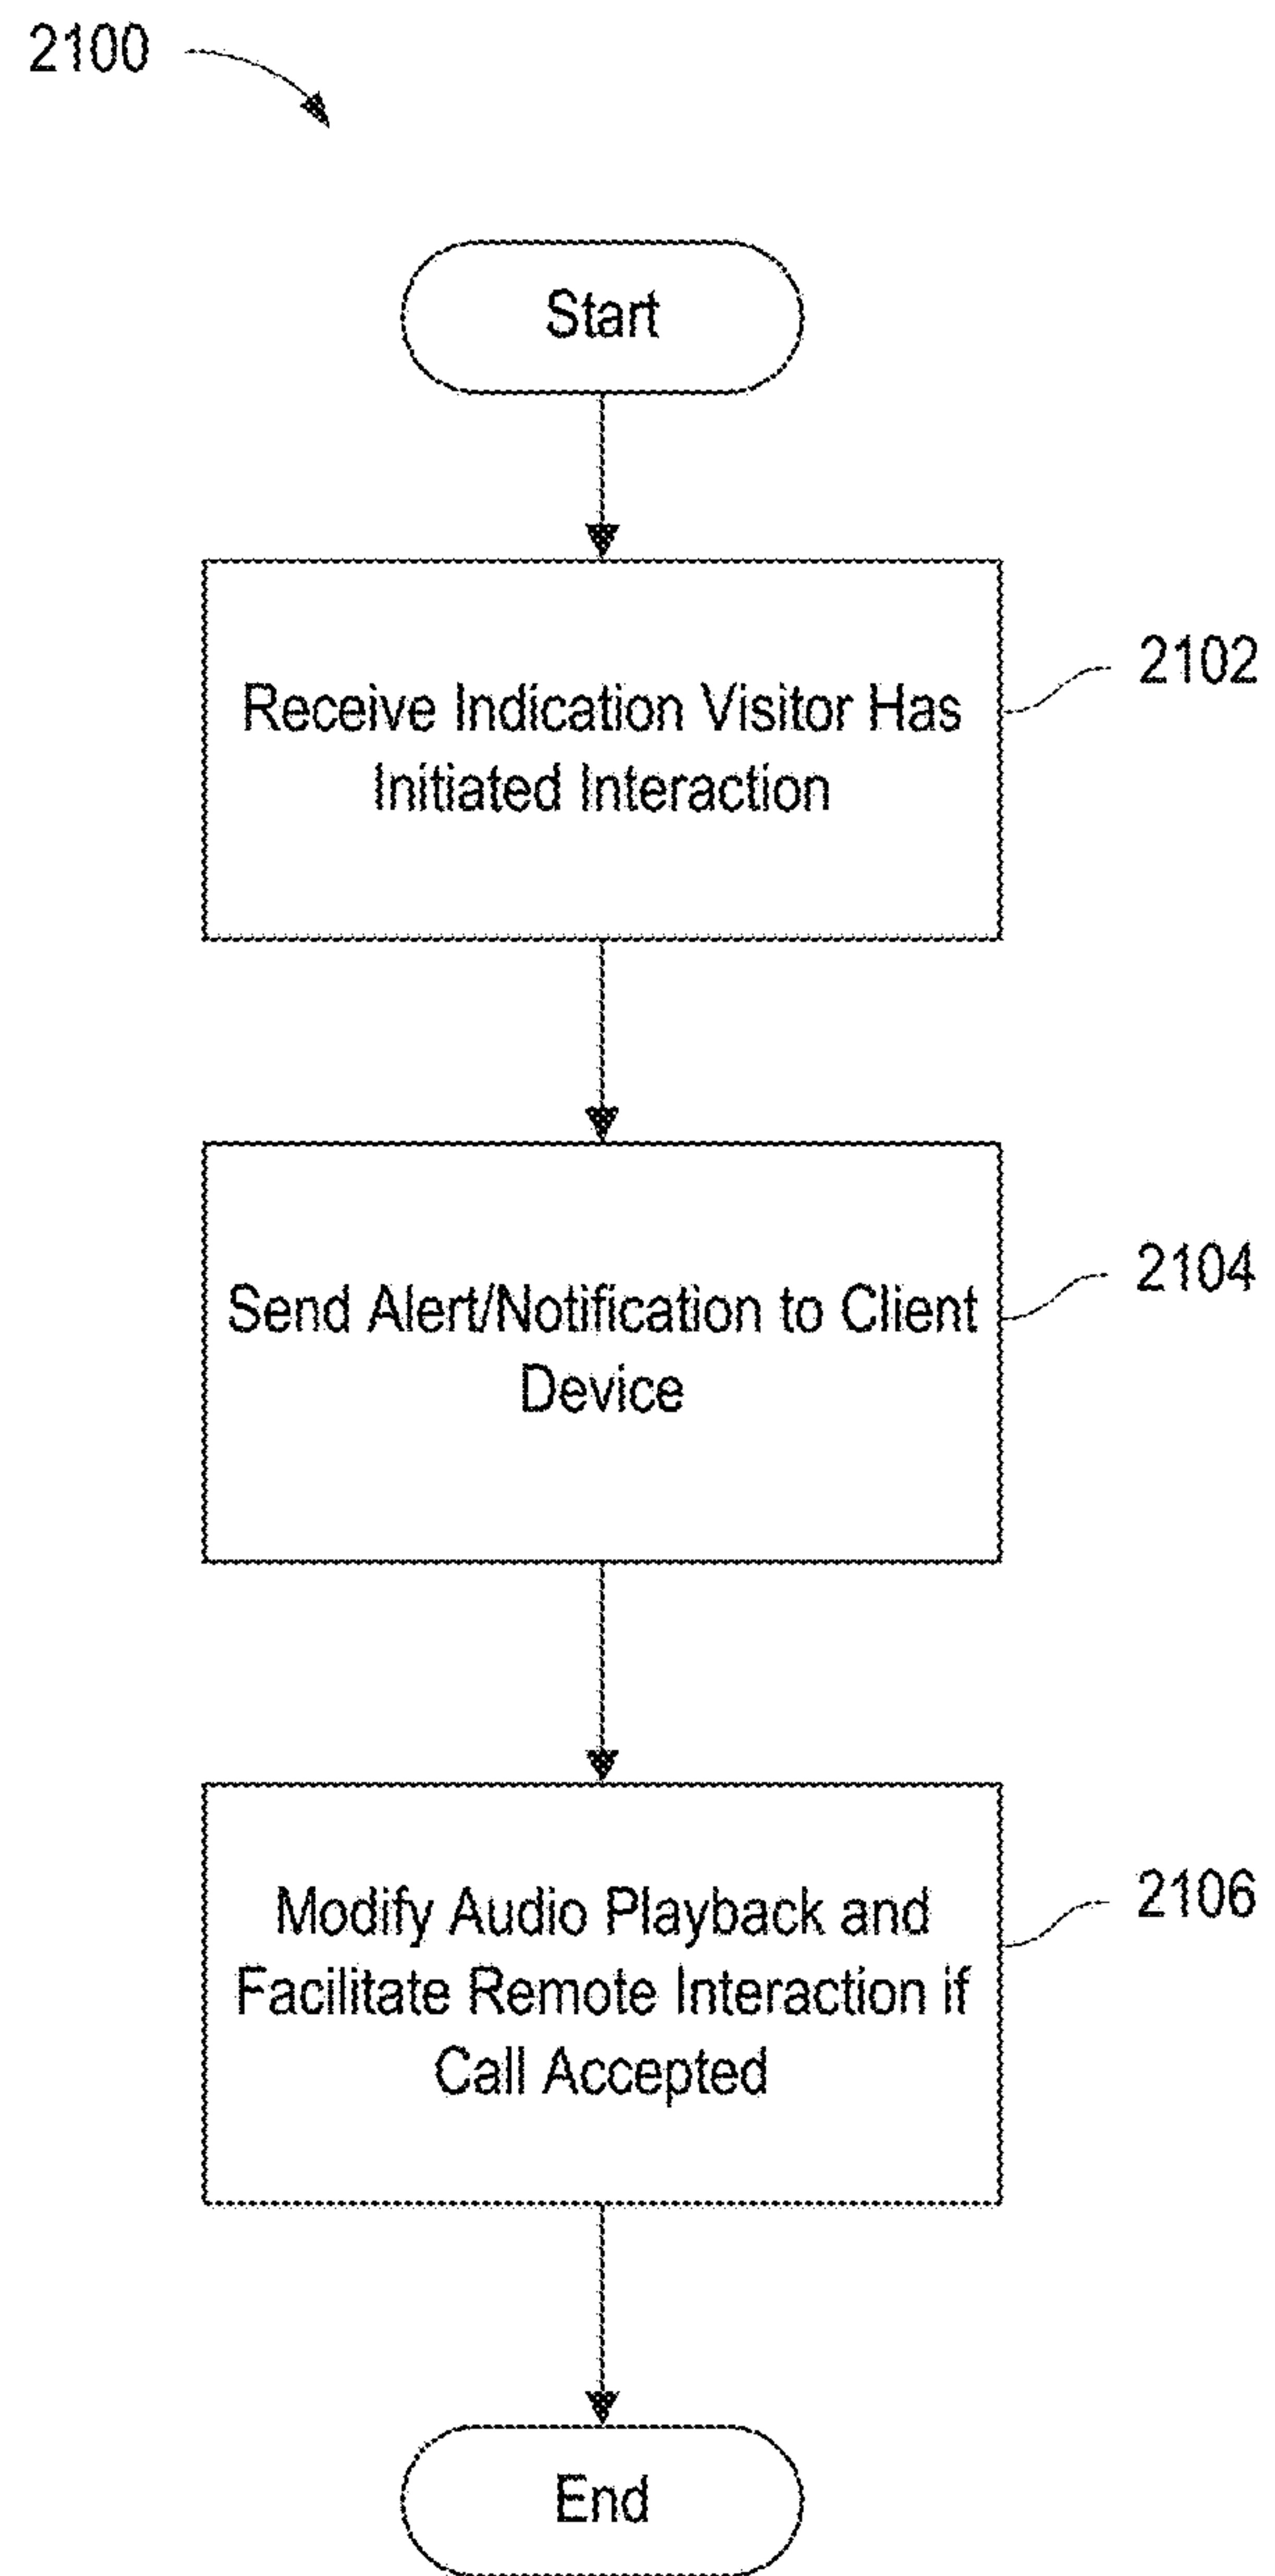 2100
Start
Receive Indication Visitor Has
Initiated Interaction
2102
Send Alert/Notification to Client
Device
2104
Modify Audio Playback and
Facilitate Remote Interaction if
Call Accepted
2106
End